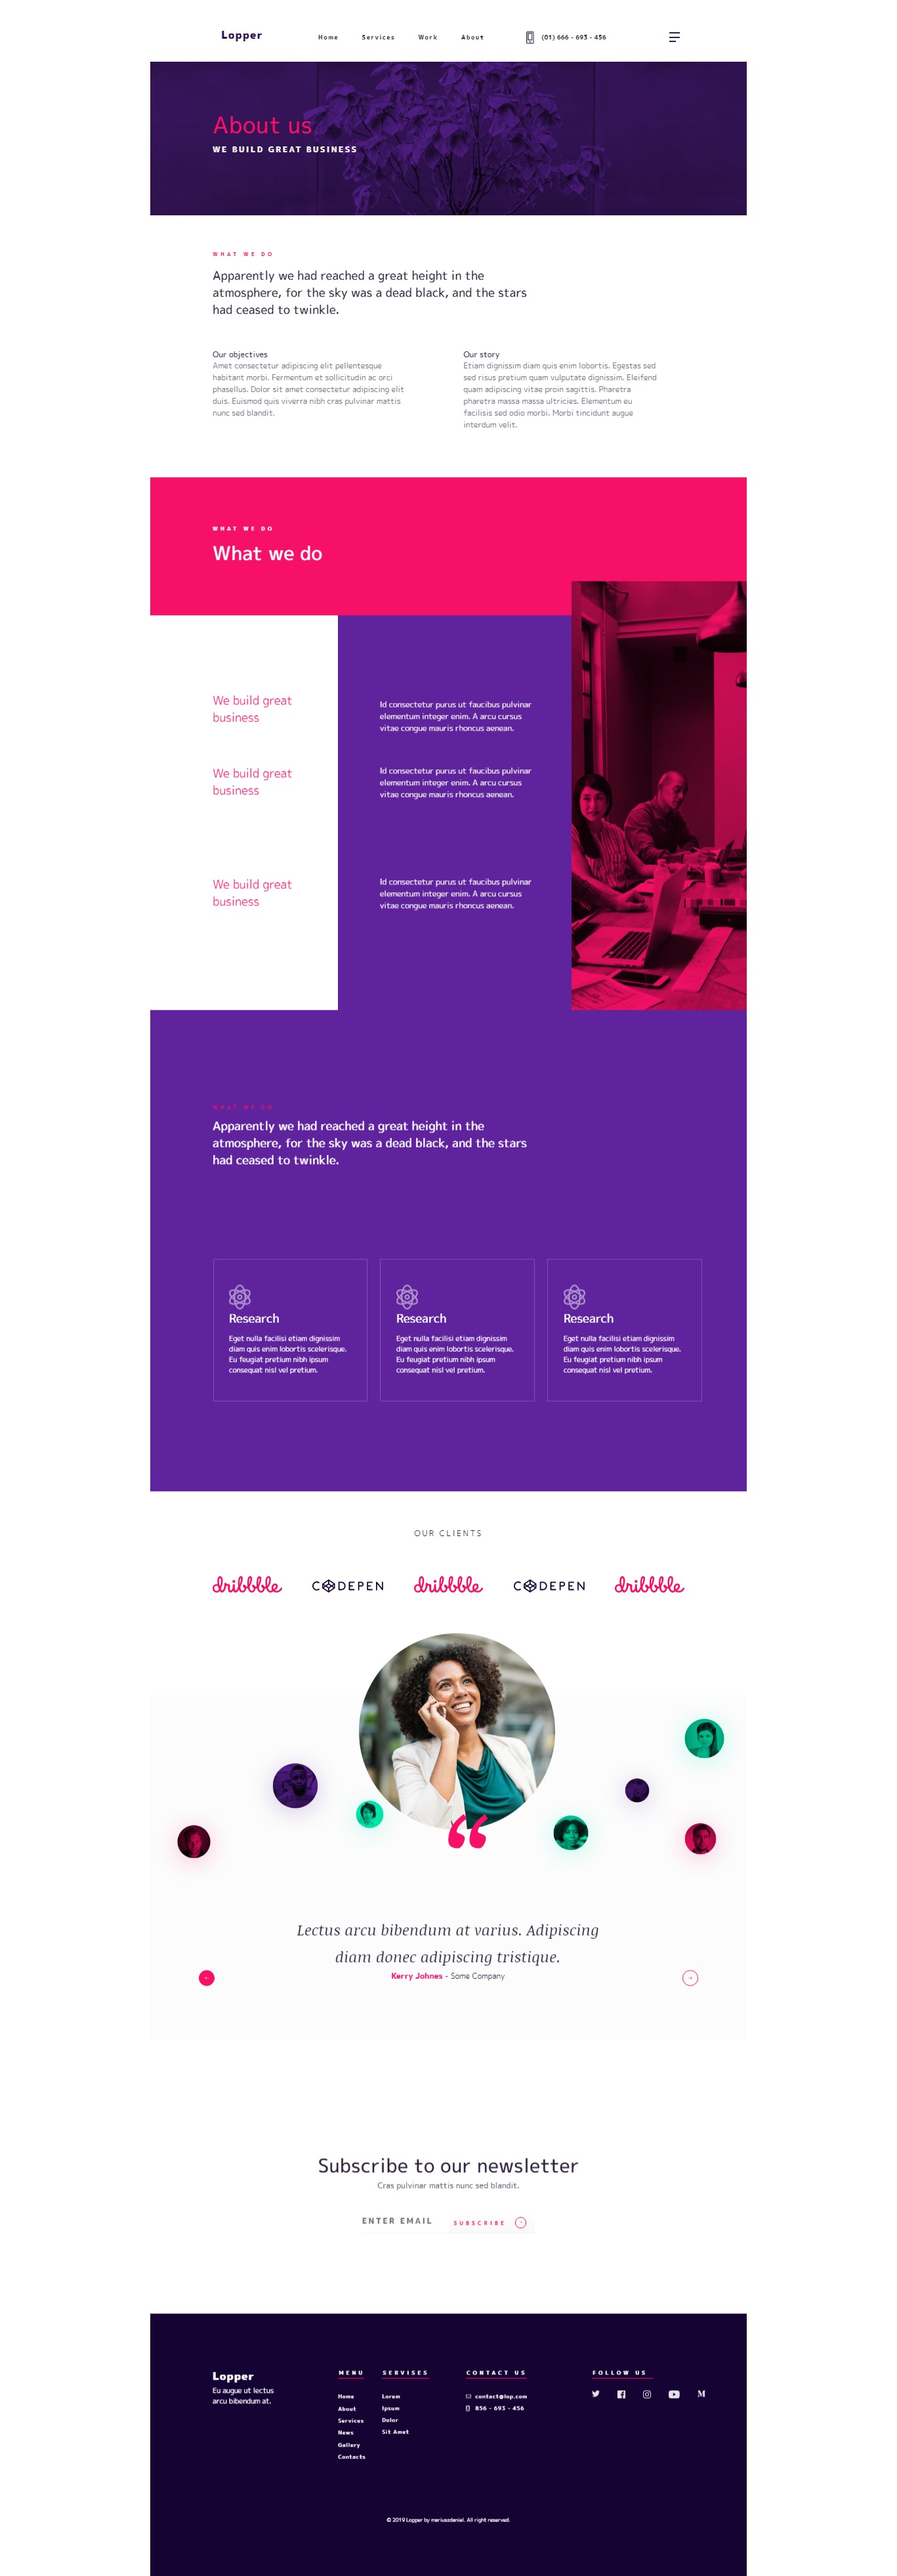 Lopper
Home Services Work About (01) 666 - 693 - 456
About us
WE BUILD GREAT BUSINESS
WHAT WE DO
Apparently we had reached a great height in the
atmosphere, for the sky was a dead black, and the stars
had ceased to twinkle.
Our objectives
Amet consectetur adipiscing elit pellentesque
habitant morbi. Fermentum et sollicitudin ac orci
phasellus. Dolor sit amet consectetur adipiscing elit
duis. Euismod quis viverra nibh cras pulvinar mattis
nunc sed blandit.
Our story
Etiam dignissim diam quis enim lobortis. Egestas sed
sed risus pretium quam vulputate dignissim. Eleifend
quam adipiscing vitae proin sagittis. Pharetra
pharetra massa massa ultricies. Elementum eu
facilisis sed odio morbi. Morbi tincidunt augue
interdum velit.
WHAT WE DO
What we do
We build great
business
Id consectetur purus ut faucibus pulvinar
elementum integer enim. A arcu cursus
vitae congue mauris rhoncus aenean.
We build great
business
Id consectetur purus ut faucibus pulvinar
elementum integer enim. A arcu cursus
vitae congue mauris rhoncus aenean.
We build great
business
Id consectetur purus ut faucibus pulvinar
elementum integer enim. A arcu cursus
vitae congue mauris rhoncus aenean.
WHAT WE DO
Apparently we had reached a great height in the
atmosphere, for the sky was a dead black, and the stars
had ceased to twinkle.
Research
Eget nulla facilisi etiam dignissim
diam quis enim lobortis scelerisque.
Eu feugiat pretium nibh ipsum
consequat nisl vel pretium.
Research
Eget nulla facilisi etiam dignissim
diam quis enim lobortis scelerisque.
Eu feugiat pretium nibh ipsum
consequat nisl vel pretium.
Research
Eget nulla facilisi etiam dignissim
diam quis enim lobortis scelerisque.
Eu feugiat pretium nibh ipsum
consequat nisl vel pretium.
OUR CLIENTS
dribbble CODEPEN dribbble CODEPEN dribbble
“
Lectus arcu bibendum at varius. Adipiscing
diam donec adipiscing tristique.
Kerry Johnes - Some Company
Subscribe to our newsletter
Cras pulvinar mattis nunc sed blandit.
ENTER EMAIL SUBSCRIBE
Lopper
Eu augue ut lectus
arcu bibendum at.
MENU
Home
About
Services
News
Gallery
Contacts
SERVISES
Lorem
Ipsum
Dolor
Sit Amet
CONTACT US
contact@lop.com
856 - 693 - 456
FOLLOW US
M
© 2019 Lopper by mariuszdaniel. All right reserved.